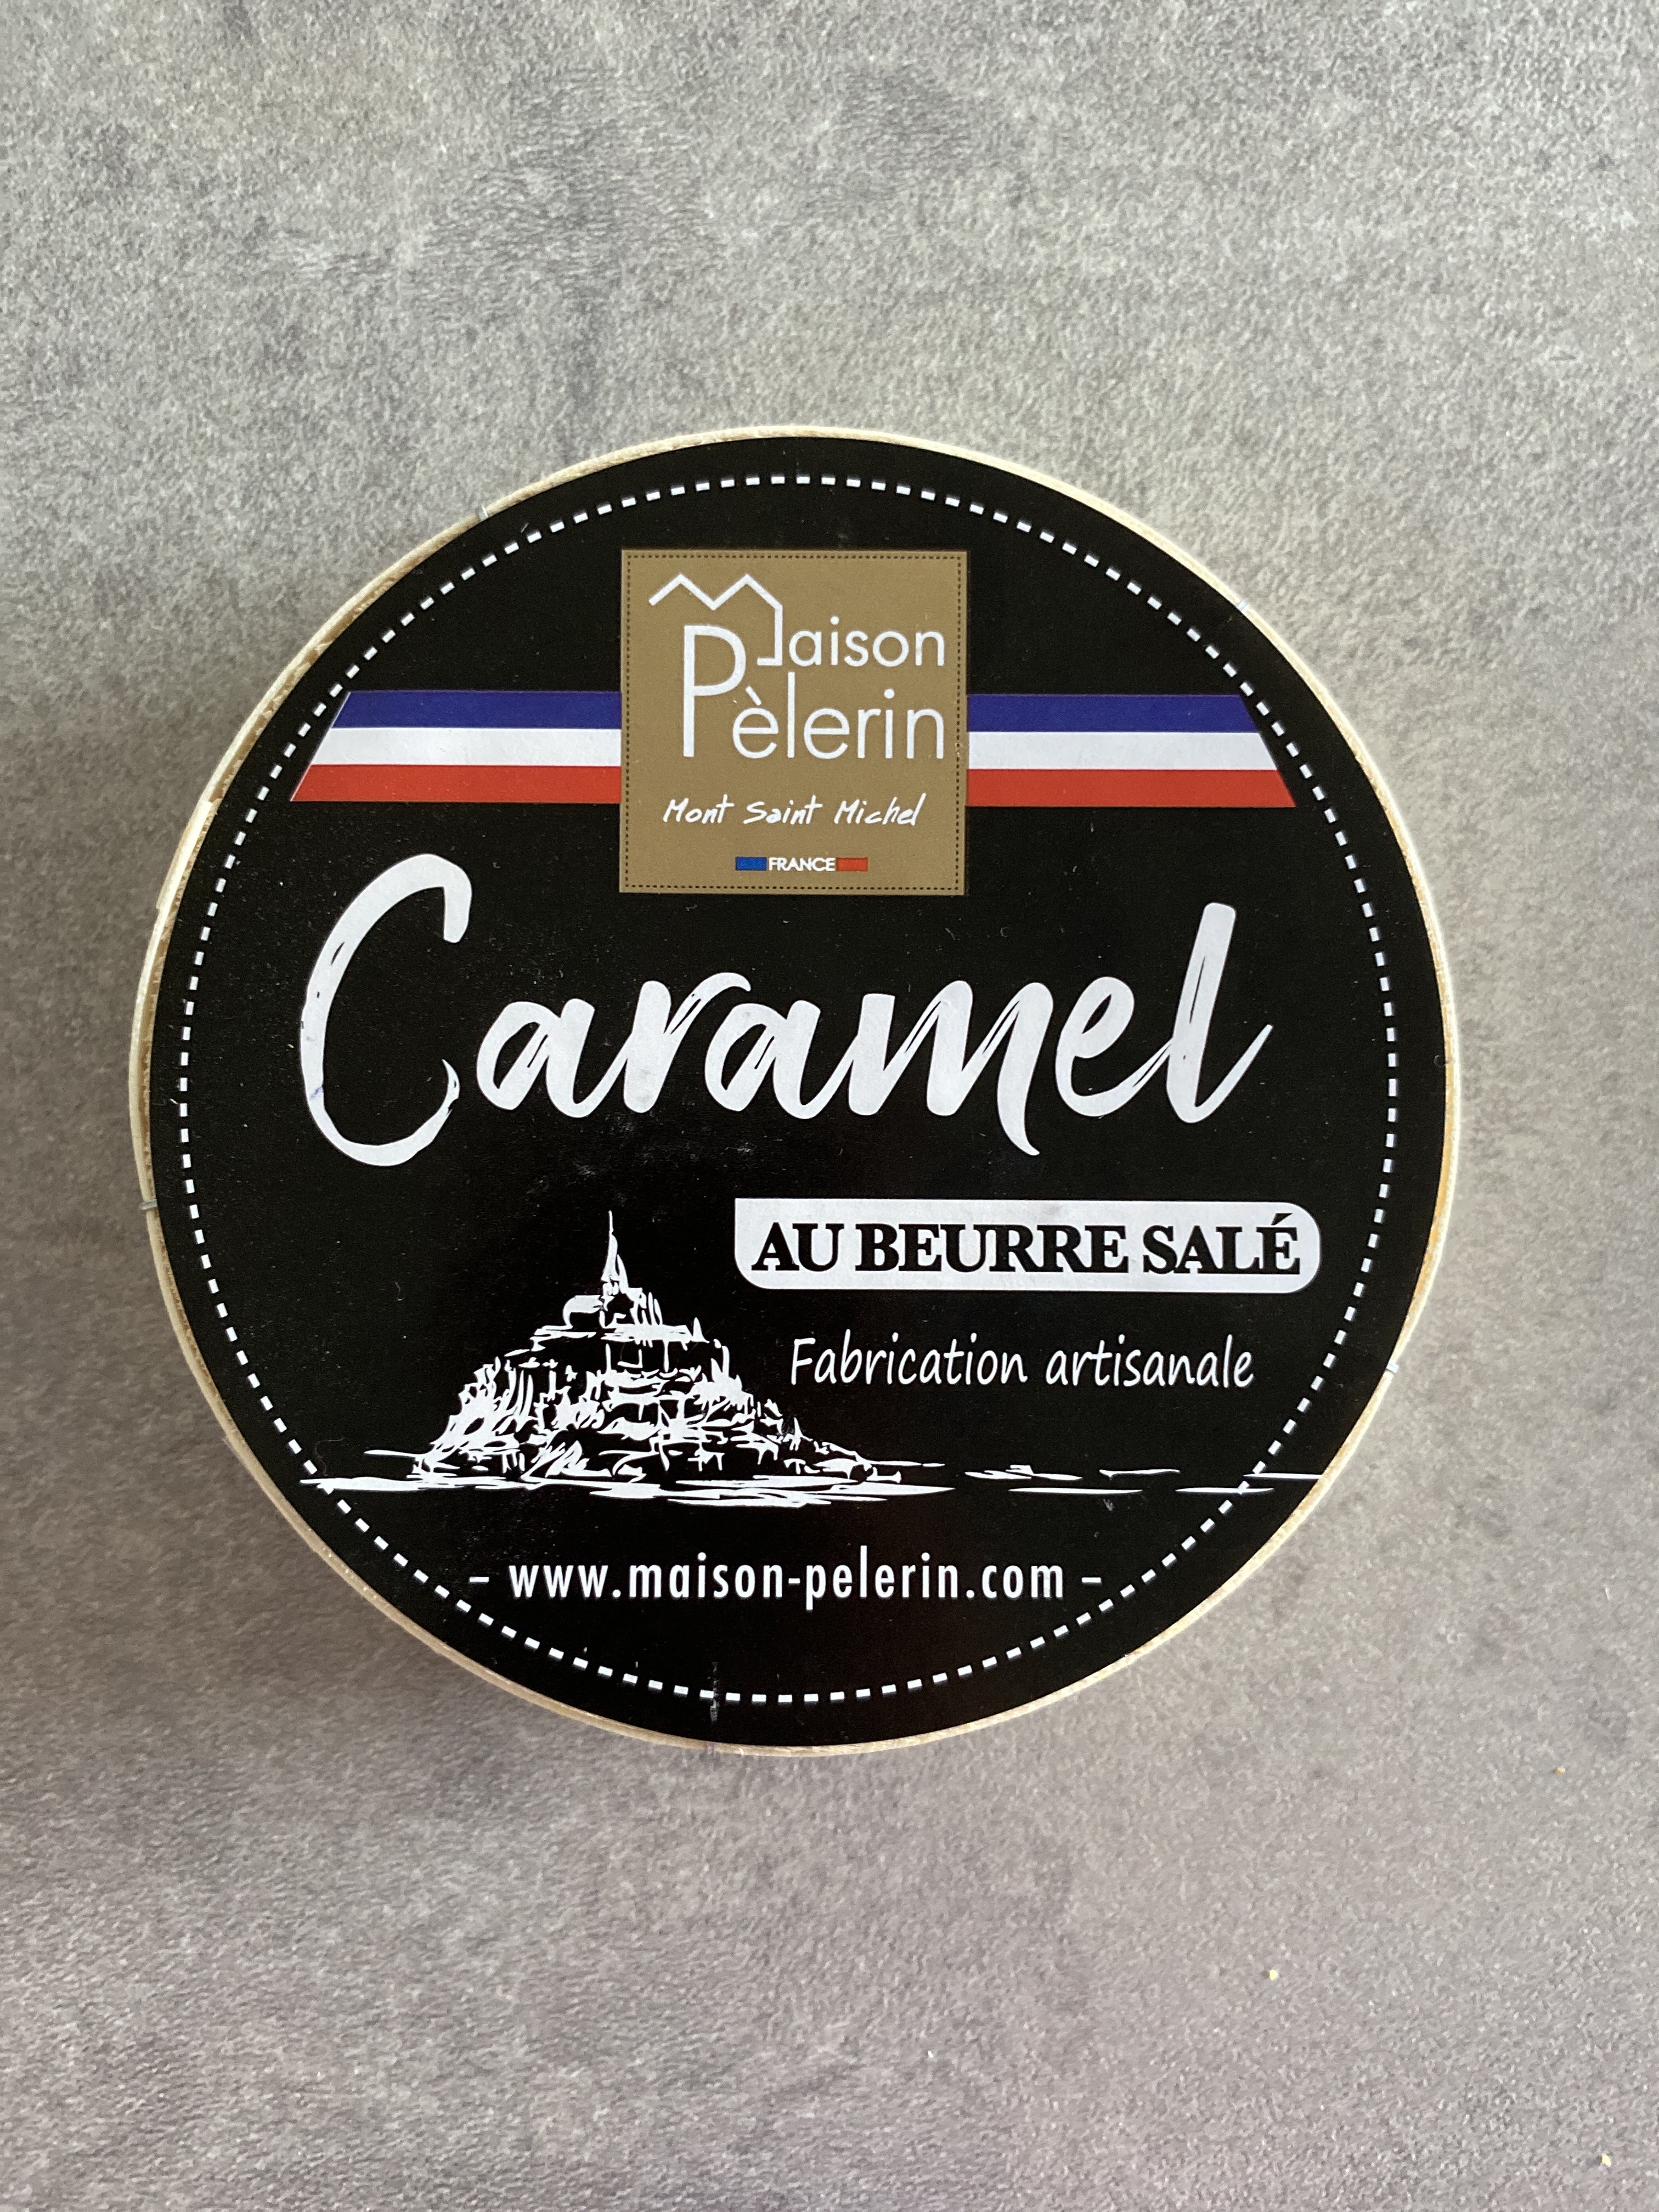 Maison
Pèlerin
Mont Saint Michel
FRANCE
Caramel
AU BEURRE SALÉ
Fabrication artisanale
– www.maison-pelerin.com –